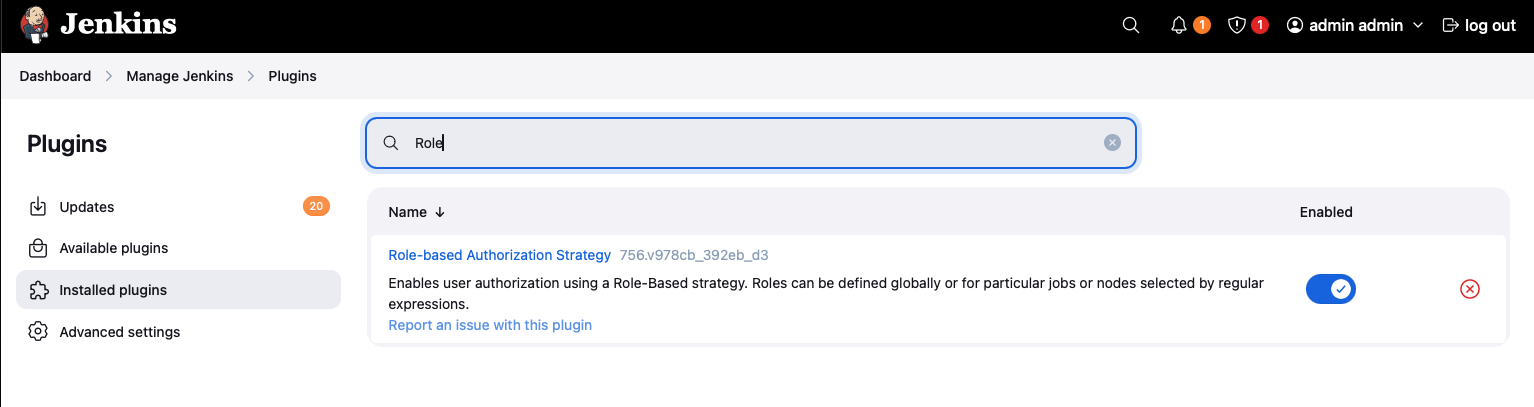 Jenkins
1
1
admin admin
log out
Dashboard
Manage Jenkins
Plugins
Plugins
Role
Updates
20
Available plugins
Installed plugins
Advanced settings
Name
Enabled
Role-based Authorization Strategy 756.v978cb_392eb_d3
Enables user authorization using a Role-Based strategy. Roles can be defined globally or for particular jobs or nodes selected by regular
expressions.
Report an issue with this plugin